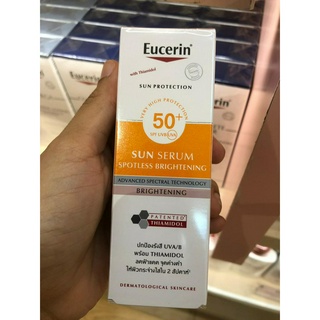 Eucerin®
with Thiamidol
SUN PROTECTION
VERY HIGH PROTECTION
50+
SPF UVB UVA
SUN SERUM
SPOTLESS BRIGHTENING
ADVANCED SPECTRAL TECHNOLOGY
BRIGHTENING
PATENTED
THIAMIDOL
ปกป้องรังสี UVA/B
พร้อม THIAMIDOL
ลดฝ้าแดด จุดด่างดำ
ให้ผิวกระจ่างใสใน 2 สัปดาห์
DERMATOLOGICAL SKINCARE